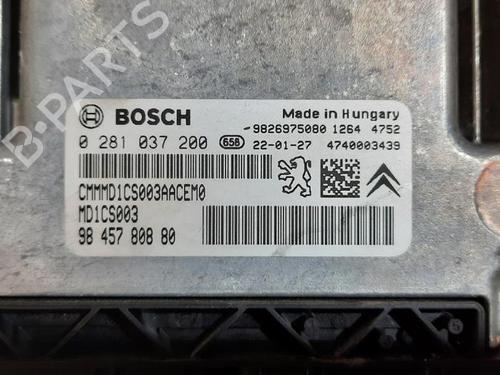 B-PARTS
BOSCH
Made in Hungary
9826975080 1264 4752
0 281 037 200 658 22-01-27 4740003439
CMMMD1CS003AACEM0
MD1CS003
98 457 808 80